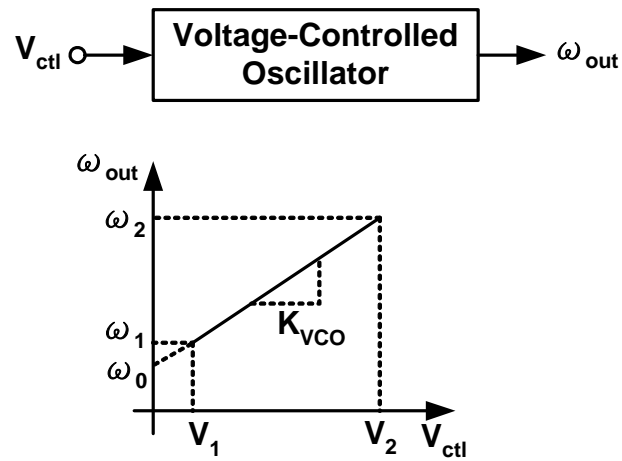 V_ctl
Voltage-Controlled
Oscillator
ω_out
ω_out
ω_2
K_VCO
ω_1
ω_0
V_1
V_2
V_ctl